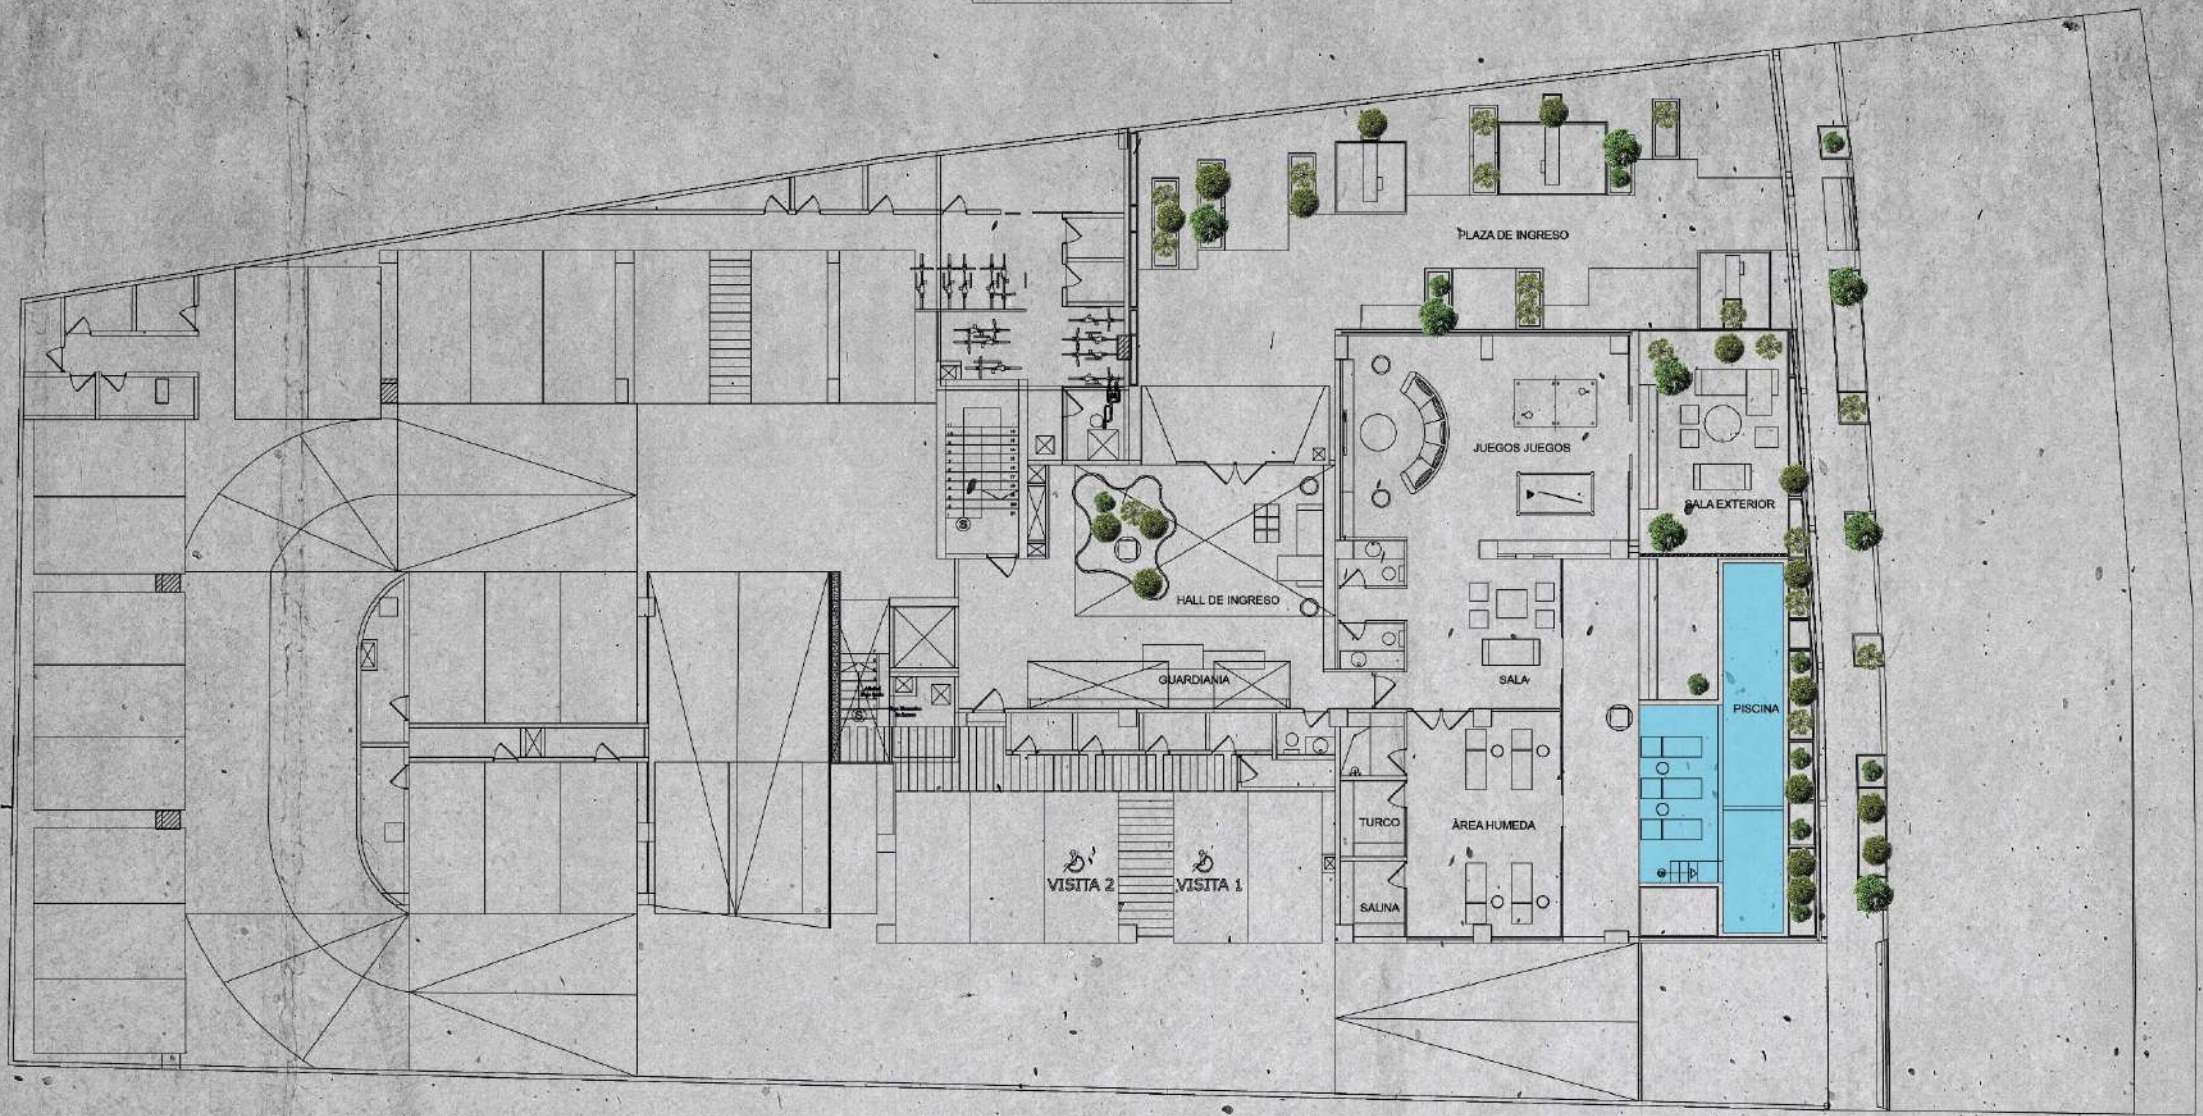 PLAZA DE INGRESO
JUEGOS JUEGOS
SALA EXTERIOR
HALL DE INGRESO
GUARDIANIA
SALA
PISCINA
TURCO
ÀREA HUMEDA
VISITA 2
VISITA 1
SAUNA
S
S